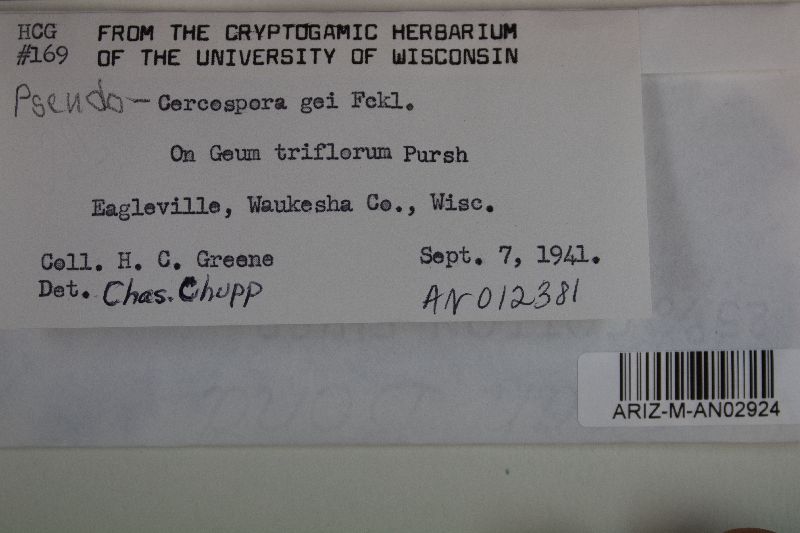 HCG FROM THE CRYPTOGAMIC HERBARIUM
#169 OF THE UNIVERSITY OF WISCONSIN
Pseudo- Cercospora gei Fckl.
On Geum triflorum Pursh
Eagleville, Waukesha Co., Wisc.
Coll. H. C. Greene Sept. 7, 1941.
Det. Chas. Chupp AN012381
ARIZ-M-AN02924